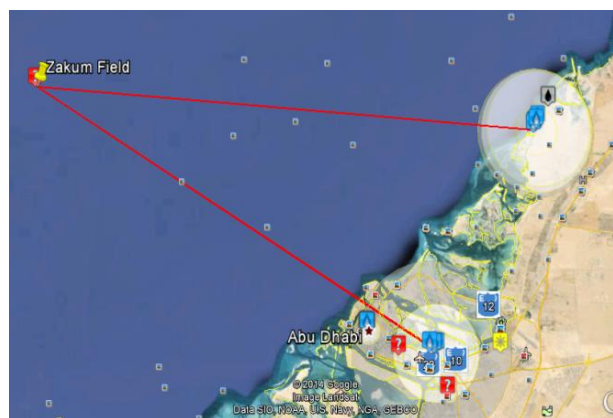 Zakum Field
E
12
Abu Dhabi
?
10
?
© 2014 Google
Image Landsat
Data SIO, NOAA, U.S. Navy, NGA, GEBCO